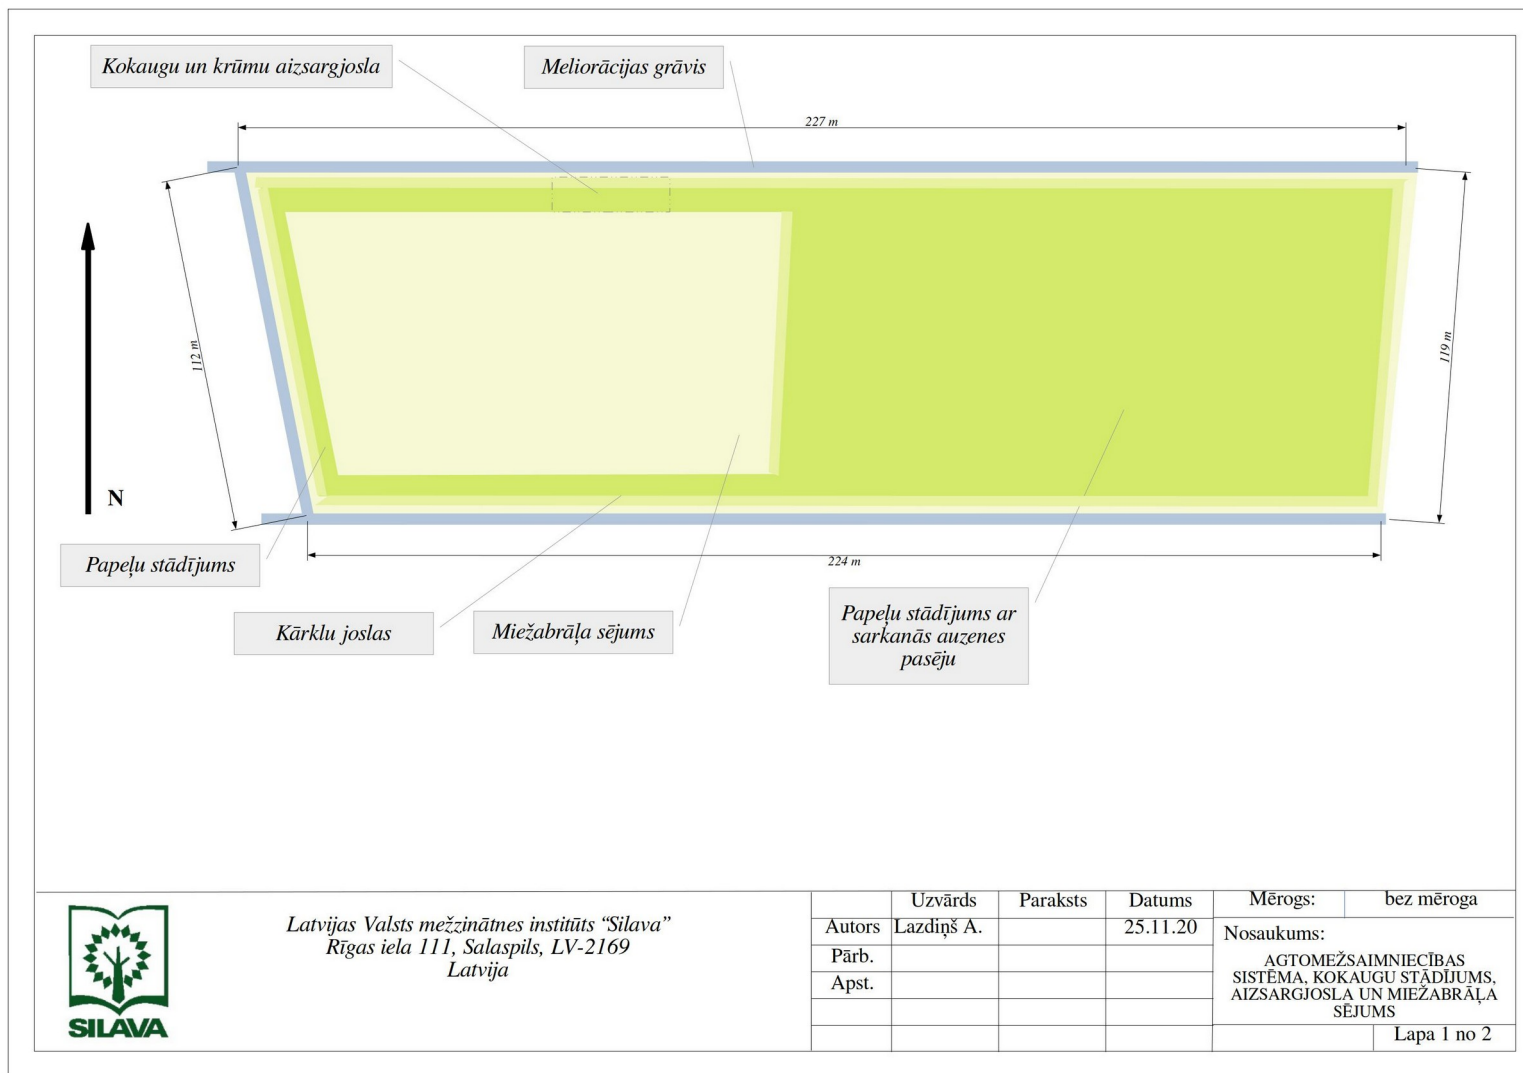 Kokaugu un krūmu aizsargjosla
Meliorācijas grāvis
227 m
112 m
119 m
N
224 m
Papeļu stādījums
Kārklu joslas
Miežabrāļa sējums
Papeļu stādījums ar
sarkanās auzenes
pasēju
SILAVA
Latvijas Valsts mežzinātnes institūts “Silava”
Rīgas iela 111, Salaspils, LV-2169
Latvija
Uzvārds Paraksts Datums
Autors Lazdiņš A. 25.11.20
Pārb.
Apst.
Mērogs: bez mēroga
Nosaukums:
AGTOMEŽSAIMNIECĪBAS
SISTĒMA, KOKAUGU STĀDĪJUMS,
AIZSARGJOSLA UN MIEŽABRĀĻA
SĒJUMS
Lapa 1 no 2